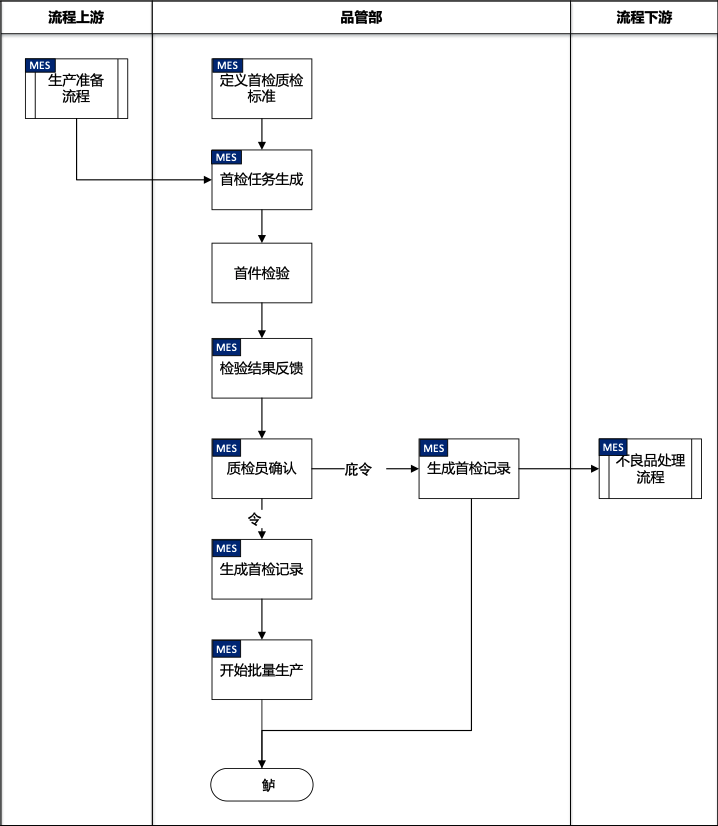 流程上游
品管部
流程下游
MES
生产准备
流程
MES
定义首检质检
标准
MES
首检任务生成
首件检验
MES
检验结果反馈
MES
质检员确认
庇令
MES
生成首检记录
MES
不良品处理
流程
令
MES
生成首检记录
MES
开始批量生产
鲈